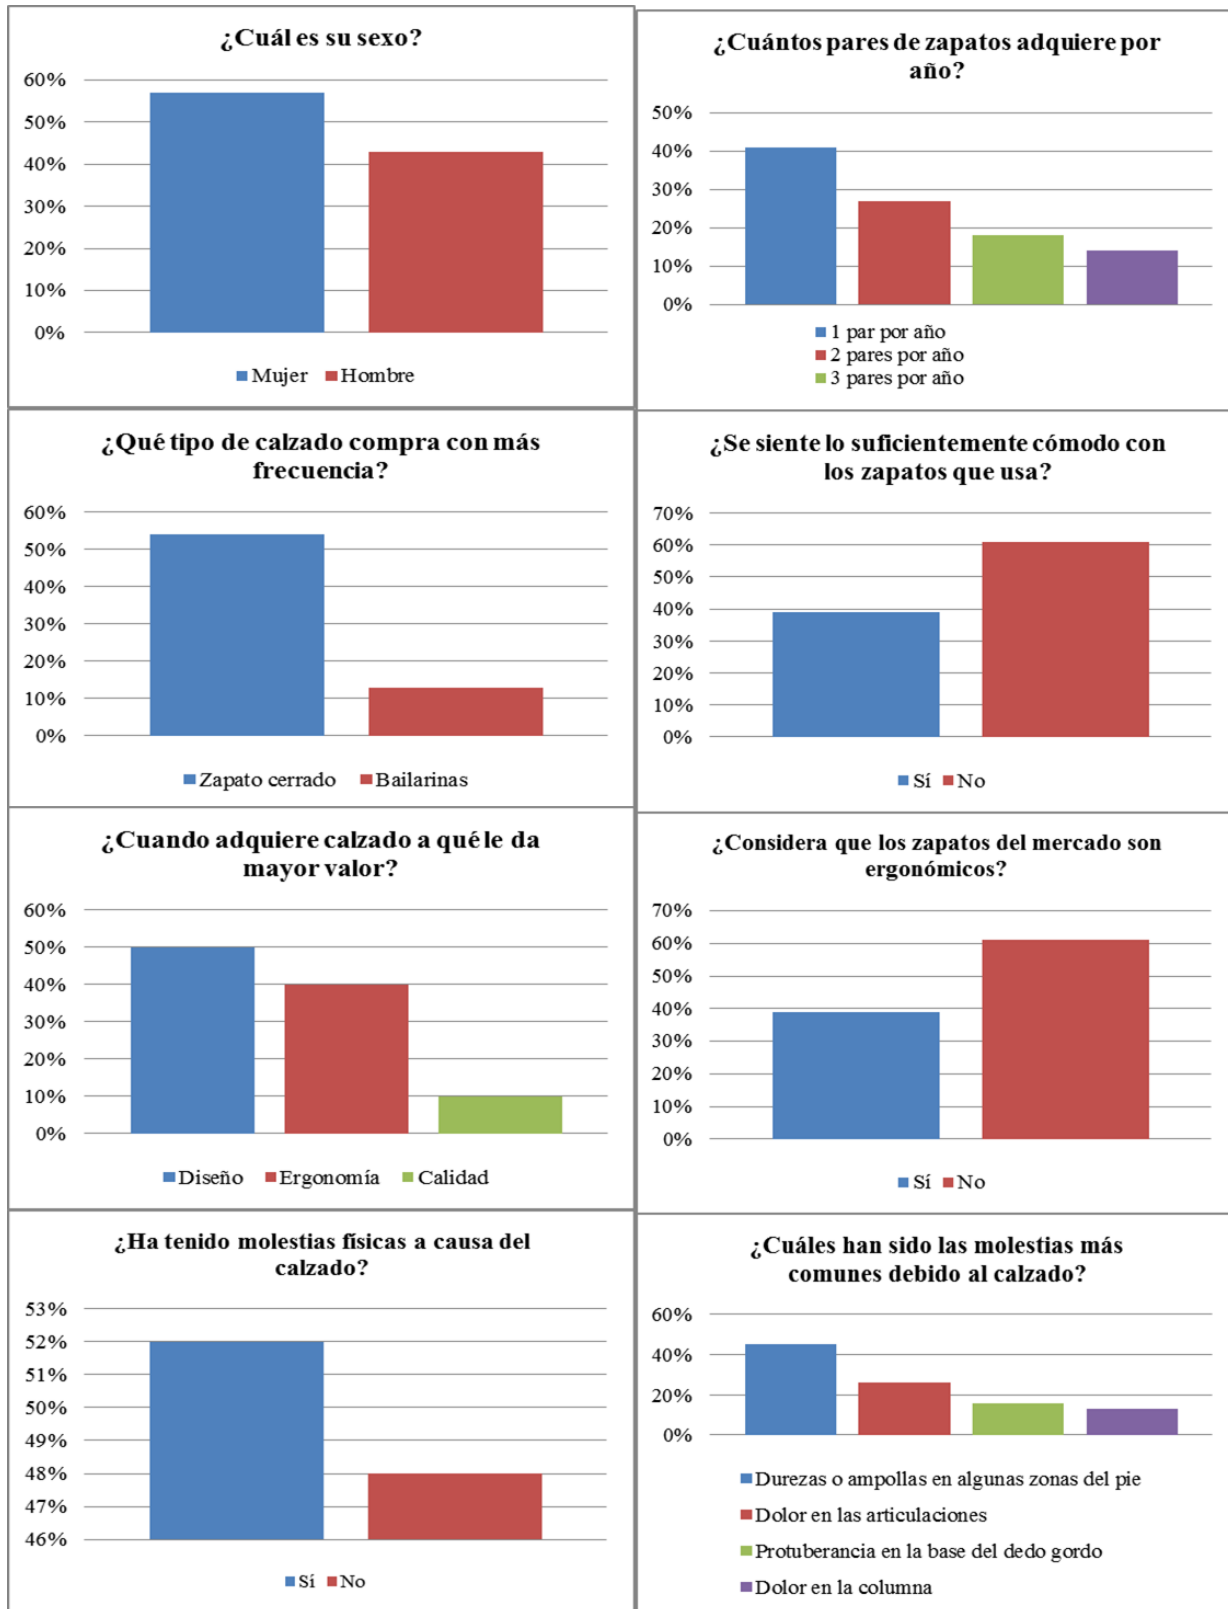 ¿Cuál es su sexo?
60%
50%
40%
30%
20%
10%
0%
Mujer Hombre
¿Cuántos pares de zapatos adquiere por
año?
50%
40%
30%
20%
10%
0%
1 par por año
2 pares por año
3 pares por año
¿Qué tipo de calzado compra con más
frecuencia?
60%
50%
40%
30%
20%
10%
0%
Zapato cerrado Bailarinas
¿Se siente lo suficientemente cómodo con
los zapatos que usa?
70%
60%
50%
40%
30%
20%
10%
0%
Sí No
¿Cuando adquiere calzado a qué le da
mayor valor?
60%
50%
40%
30%
20%
10%
0%
Diseño Ergonomía Calidad
¿Considera que los zapatos del mercado son
ergonómicos?
70%
60%
50%
40%
30%
20%
10%
0%
Sí No
¿Ha tenido molestias físicas a causa del
calzado?
53%
52%
51%
50%
49%
48%
47%
46%
Sí No
¿Cuáles han sido las molestias más
comunes debido al calzado?
60%
40%
20%
0%
Durezas o ampollas en algunas zonas del pie
Dolor en las articulaciones
Protuberancia en la base del dedo gordo
Dolor en la columna